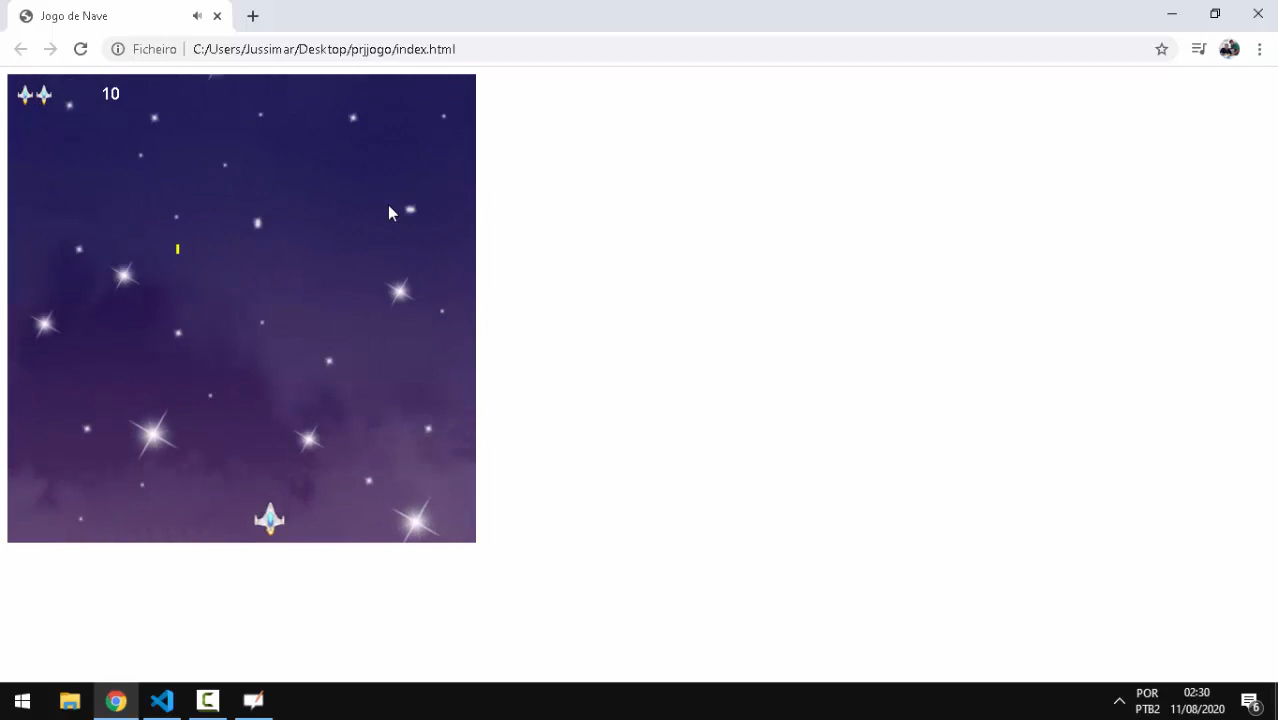 Jogo de Nave
Ficheiro
C:/Users/Jussimar/Desktop/prjjogo/index.html
10
POR
PTB2
02:30
11/08/2020
6